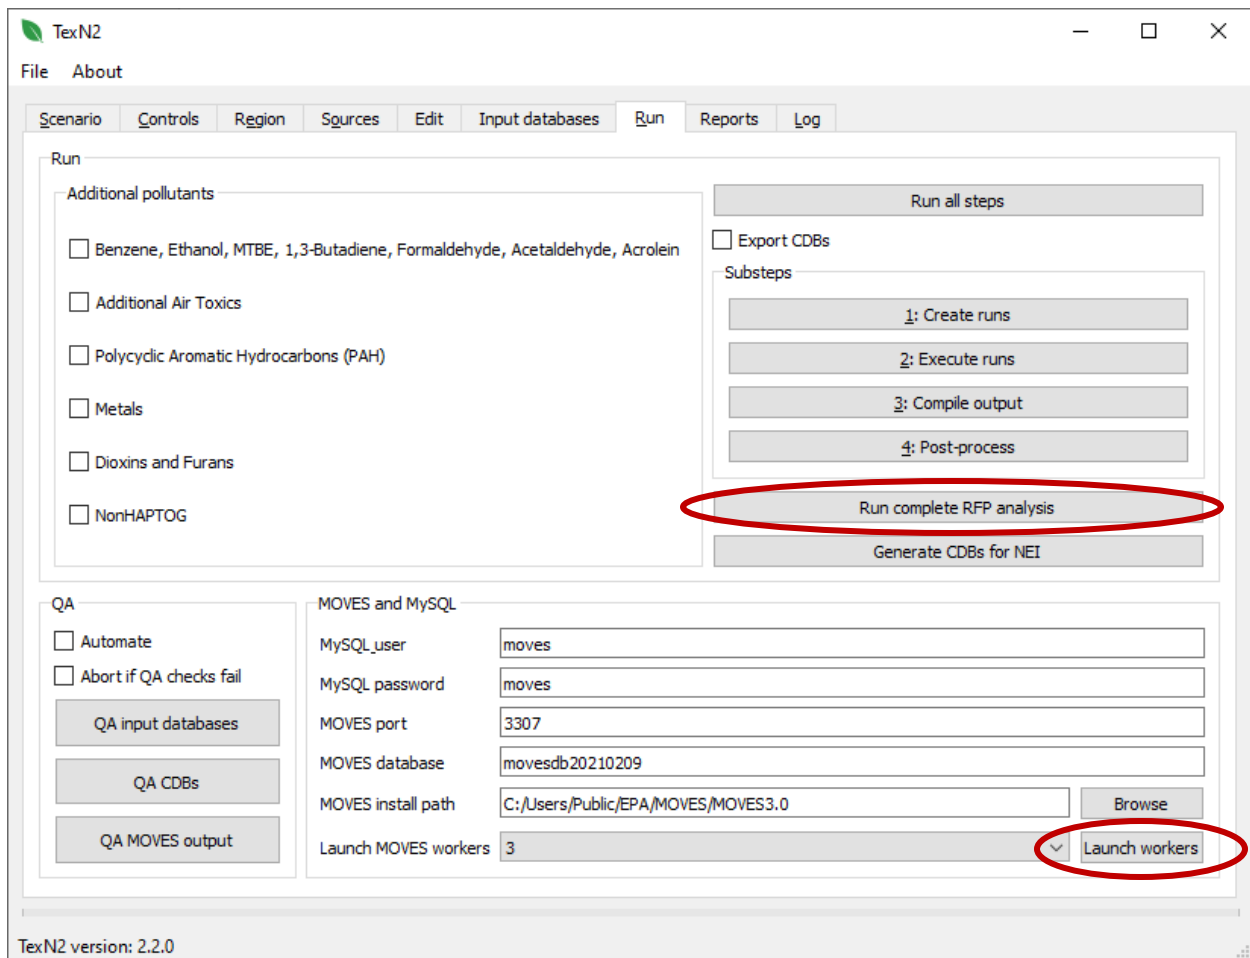 TexN2
File About
Scenario Controls Region Sources Edit Input databases Run Reports Log
Run
Additional pollutants
Benzene, Ethanol, MTBE, 1,3-Butadiene, Formaldehyde, Acetaldehyde, Acrolein
Additional Air Toxics
Polycyclic Aromatic Hydrocarbons (PAH)
Metals
Dioxins and Furans
NonHAPTOG
Run all steps
Export CDBs
Substeps
1: Create runs
2: Execute runs
3: Compile output
4: Post-process
Run complete RFP analysis
Generate CDBs for NEI
QA
Automate
Abort if QA checks fail
QA input databases
QA CDBs
QA MOVES output
MOVES and MySQL
MySQL user moves
MySQL password moves
MOVES port 3307
MOVES database movesdb20210209
MOVES install path C:/Users/Public/EPA/MOVES/MOVES3.0 Browse
Launch MOVES workers 3 Launch workers
TexN2 version: 2.2.0